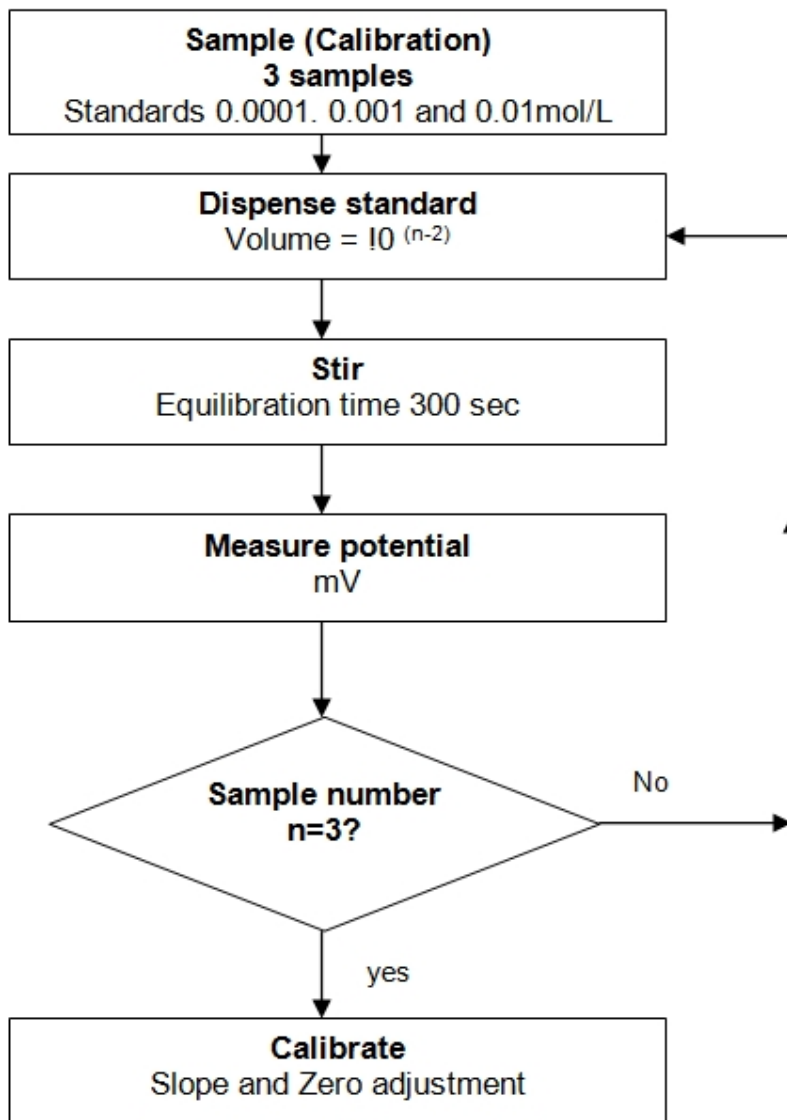 Sample (Calibration)
3 samples
Standards 0.0001. 0.001 and 0.01mol/L
Dispense standard
Volume = !0 (n-2)
Stir
Equilibration time 300 sec
Measure potential
mV
Sample number
n=3?
No
yes
Calibrate
Slope and Zero adjustment